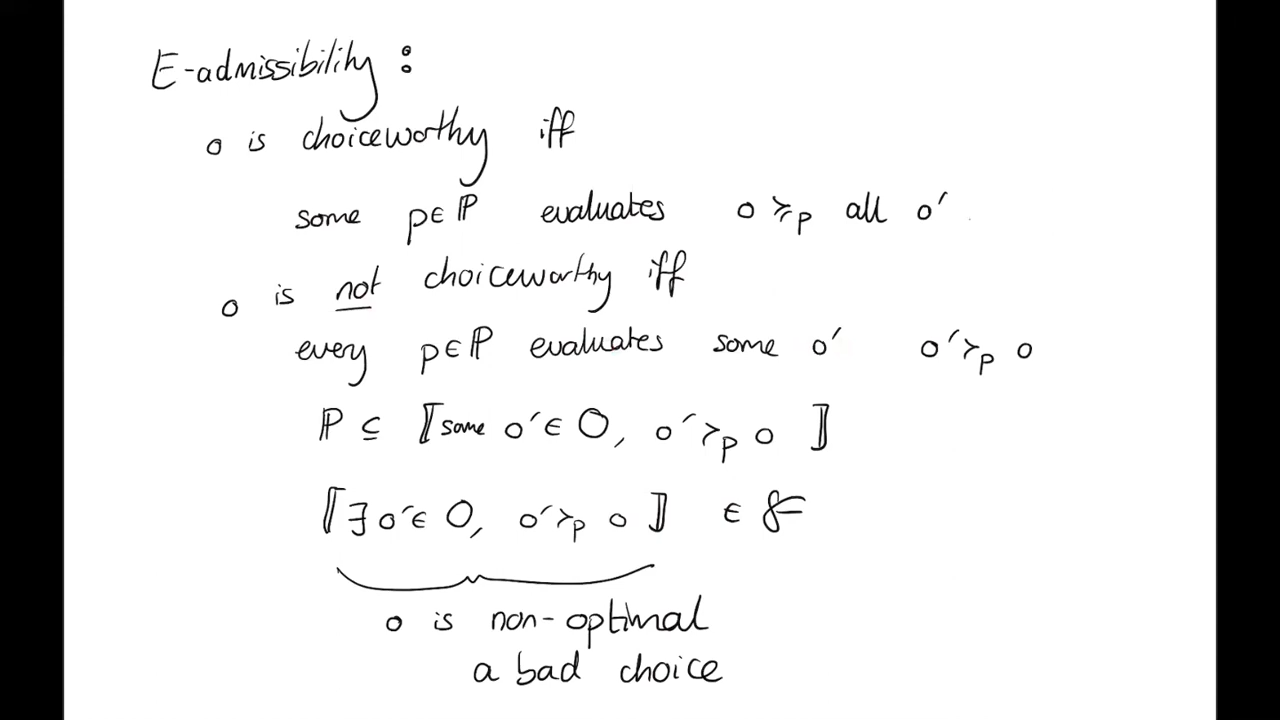 E-admissibility :
o is choiceworthy iff
some p∈ℙ evaluates o ≽ₚ all o′
o is not choiceworthy iff
every p∈ℙ evaluates some o′ o′ ≻ₚ o
ℙ ⊆ ⟦some o′∈ O, o′ ≻ₚ o ⟧
⟦∃ o′∈ O, o′ ≻ₚ o ⟧ ∈ ℱ
o is non-optimal
a bad choice